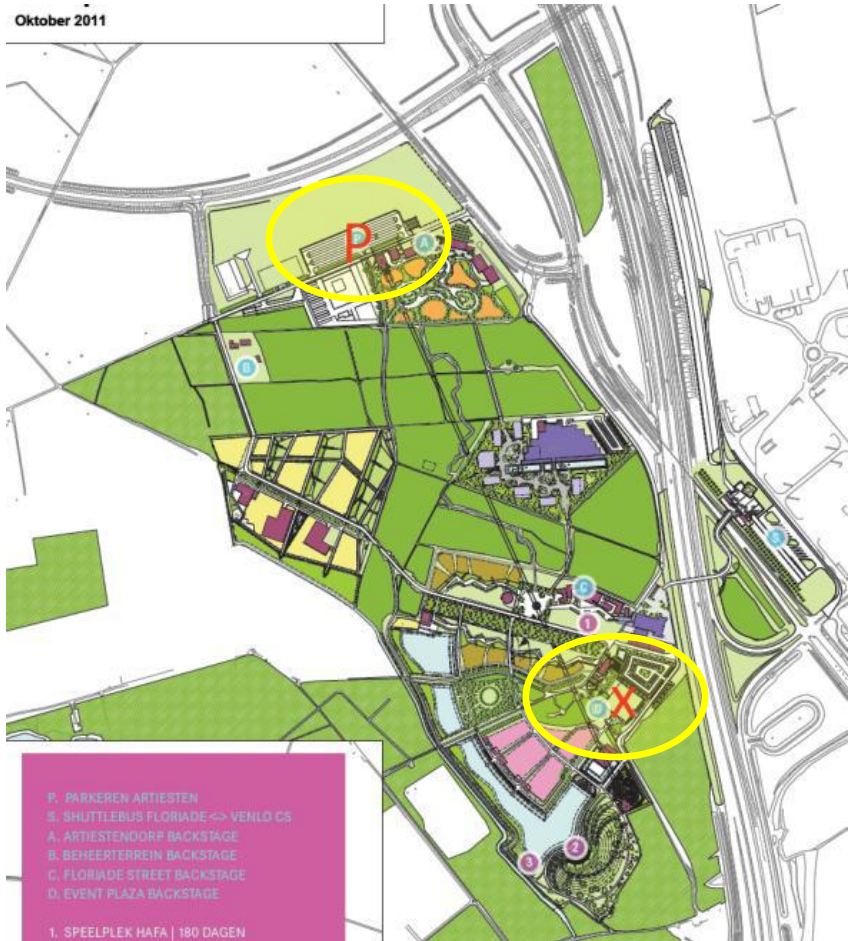 Oktober 2011
P
A
B
S
C
1
D
X
2
3
P. PARKEREN ARTIESTEN
S. SHUTTLEBUS FLORIADE <-> VENLO CS
A. ARTIESTENDORP BACKSTAGE
B. BEHEERTERREIN BACKSTAGE
C. FLORIADE STREET BACKSTAGE
D. EVENT PLAZA BACKSTAGE
1. SPEELPLEK HAFA | 180 DAGEN